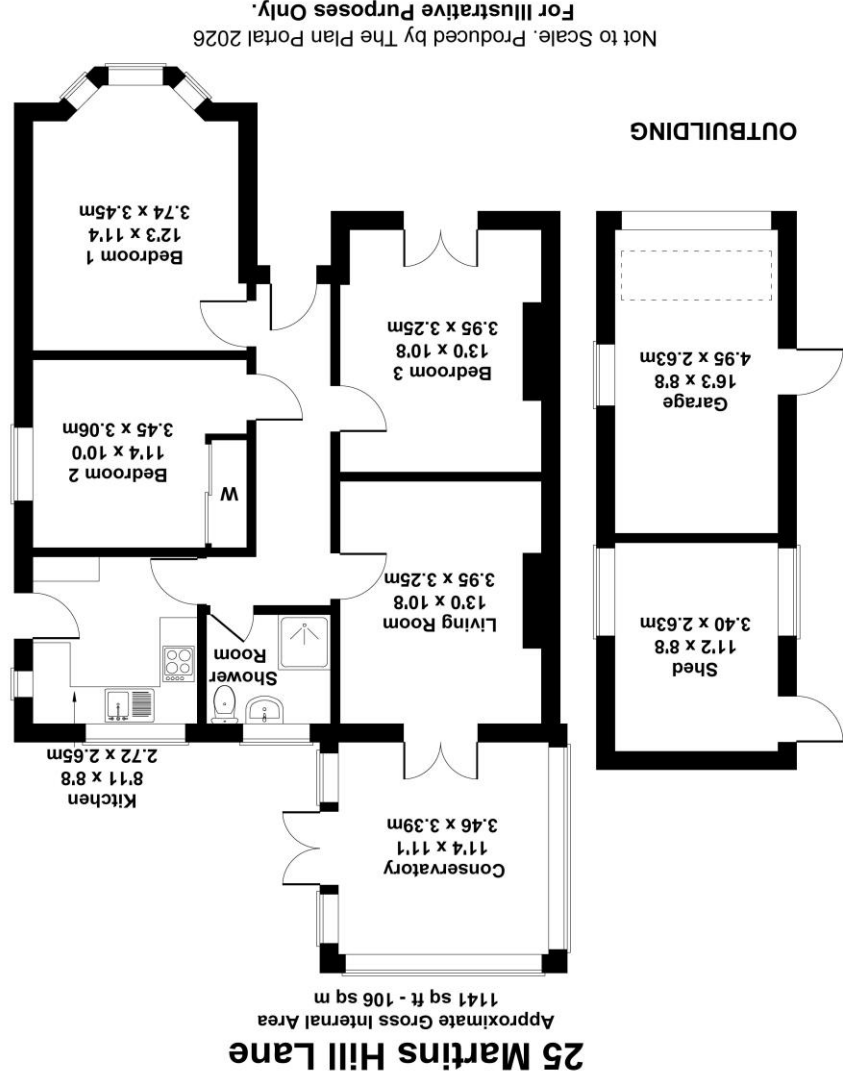 25 Martins Hill Lane
Approximate Gross Internal Area
1141 sq ft - 106 sq m
Conservatory
11'4 x 11'1
3.46 x 3.39m
Kitchen
8'11 x 8'8
2.72 x 2.65m
Shed
11'2 x 8'8
3.40 x 2.63m
Living Room
13'0 x 10'8
3.95 x 3.25m
Shower
Room
W
Bedroom 2
11'4 x 10'0
3.45 x 3.06m
Garage
16'3 x 8'8
4.95 x 2.63m
Bedroom 3
13'0 x 10'8
3.95 x 3.25m
Bedroom 1
12'3 x 11'4
3.74 x 3.45m
OUTBUILDING
Not to Scale. Produced by The Plan Portal 2026
For Illustrative Purposes Only.